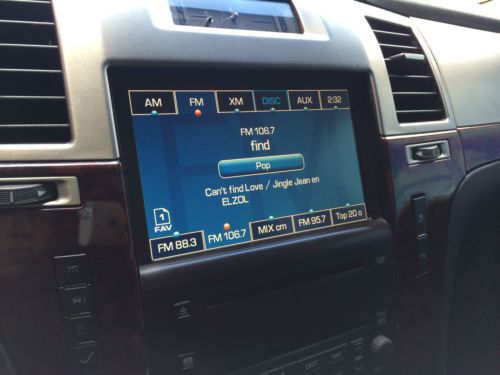 AM FM XM DISC AUX 2:32
FM 106.7
find
Pop
Can't find Love / Jingle Jean en
ELZOL
1
FAV
FM 88.3 FM 106.7 MIX cm FM 95.7 Top 20 o